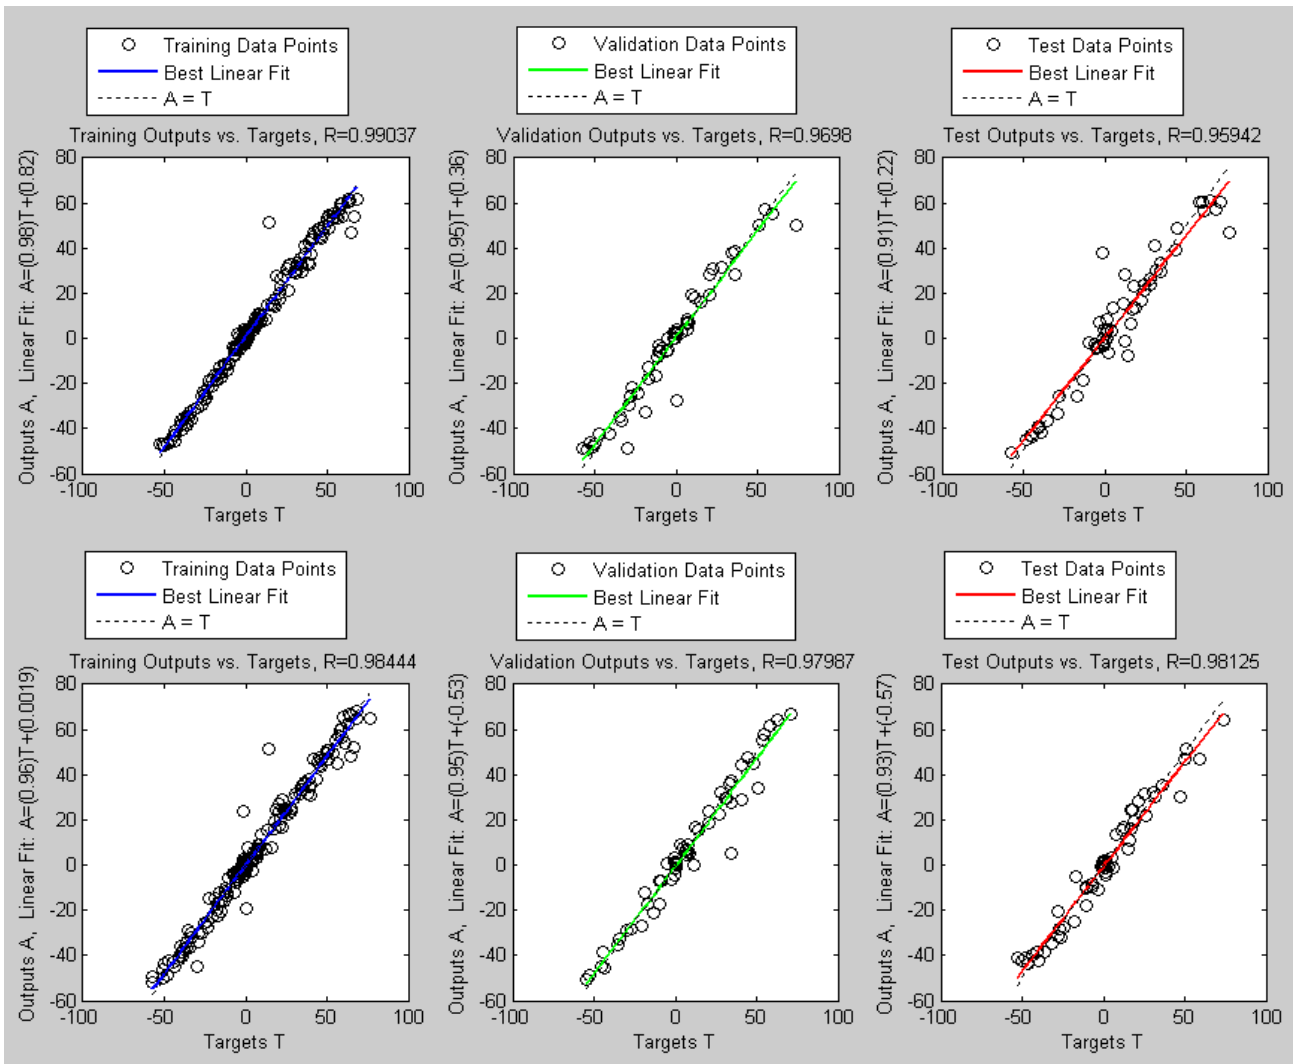 Training Data Points
Best Linear Fit
A = T
Training Outputs vs. Targets, R=0.99037
Outputs A, Linear Fit: A=(0.98)T+(0.82)
80
60
40
20
0
-20
-40
-60
-100
-50
0
50
100
Targets T
Validation Data Points
Best Linear Fit
A = T
Validation Outputs vs. Targets, R=0.9698
Outputs A, Linear Fit: A=(0.95)T+(0.36)
80
60
40
20
0
-20
-40
-60
-100
-50
0
50
100
Targets T
Test Data Points
Best Linear Fit
A = T
Test Outputs vs. Targets, R=0.95942
Outputs A, Linear Fit: A=(0.91)T+(0.22)
80
60
40
20
0
-20
-40
-60
-100
-50
0
50
100
Targets T
Training Data Points
Best Linear Fit
A = T
Training Outputs vs. Targets, R=0.98444
Outputs A, Linear Fit: A=(0.96)T+(0.0019)
80
60
40
20
0
-20
-40
-60
-100
-50
0
50
100
Targets T
Validation Data Points
Best Linear Fit
A = T
Validation Outputs vs. Targets, R=0.97987
Outputs A, Linear Fit: A=(0.95)T+(-0.53)
80
60
40
20
0
-20
-40
-60
-100
-50
0
50
100
Targets T
Test Data Points
Best Linear Fit
A = T
Test Outputs vs. Targets, R=0.98125
Outputs A, Linear Fit: A=(0.93)T+(-0.57)
80
60
40
20
0
-20
-40
-60
-100
-50
0
50
100
Targets T